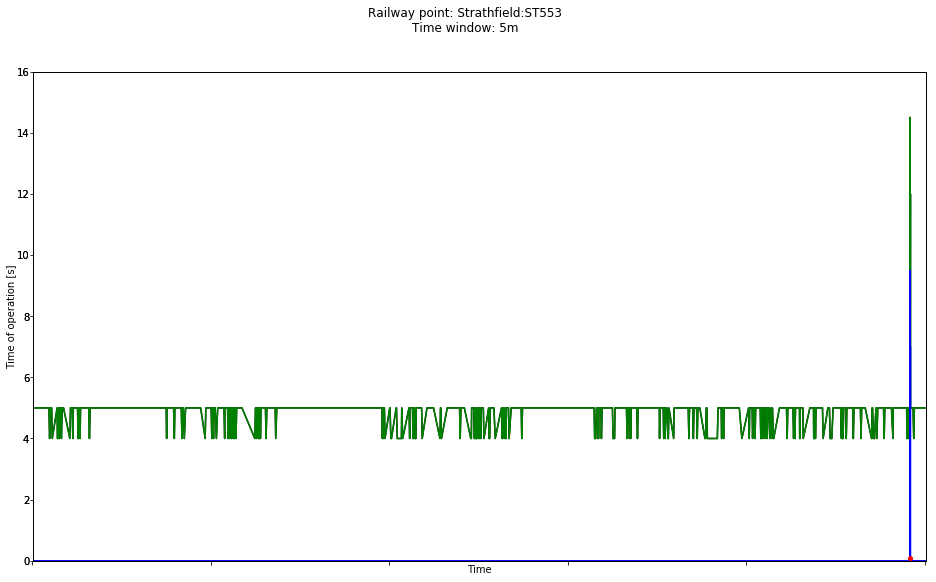 Railway point: Strathfield:ST553
Time window: 5m
16
14
12
10
8
6
4
2
0
Time of operation [s]
Time